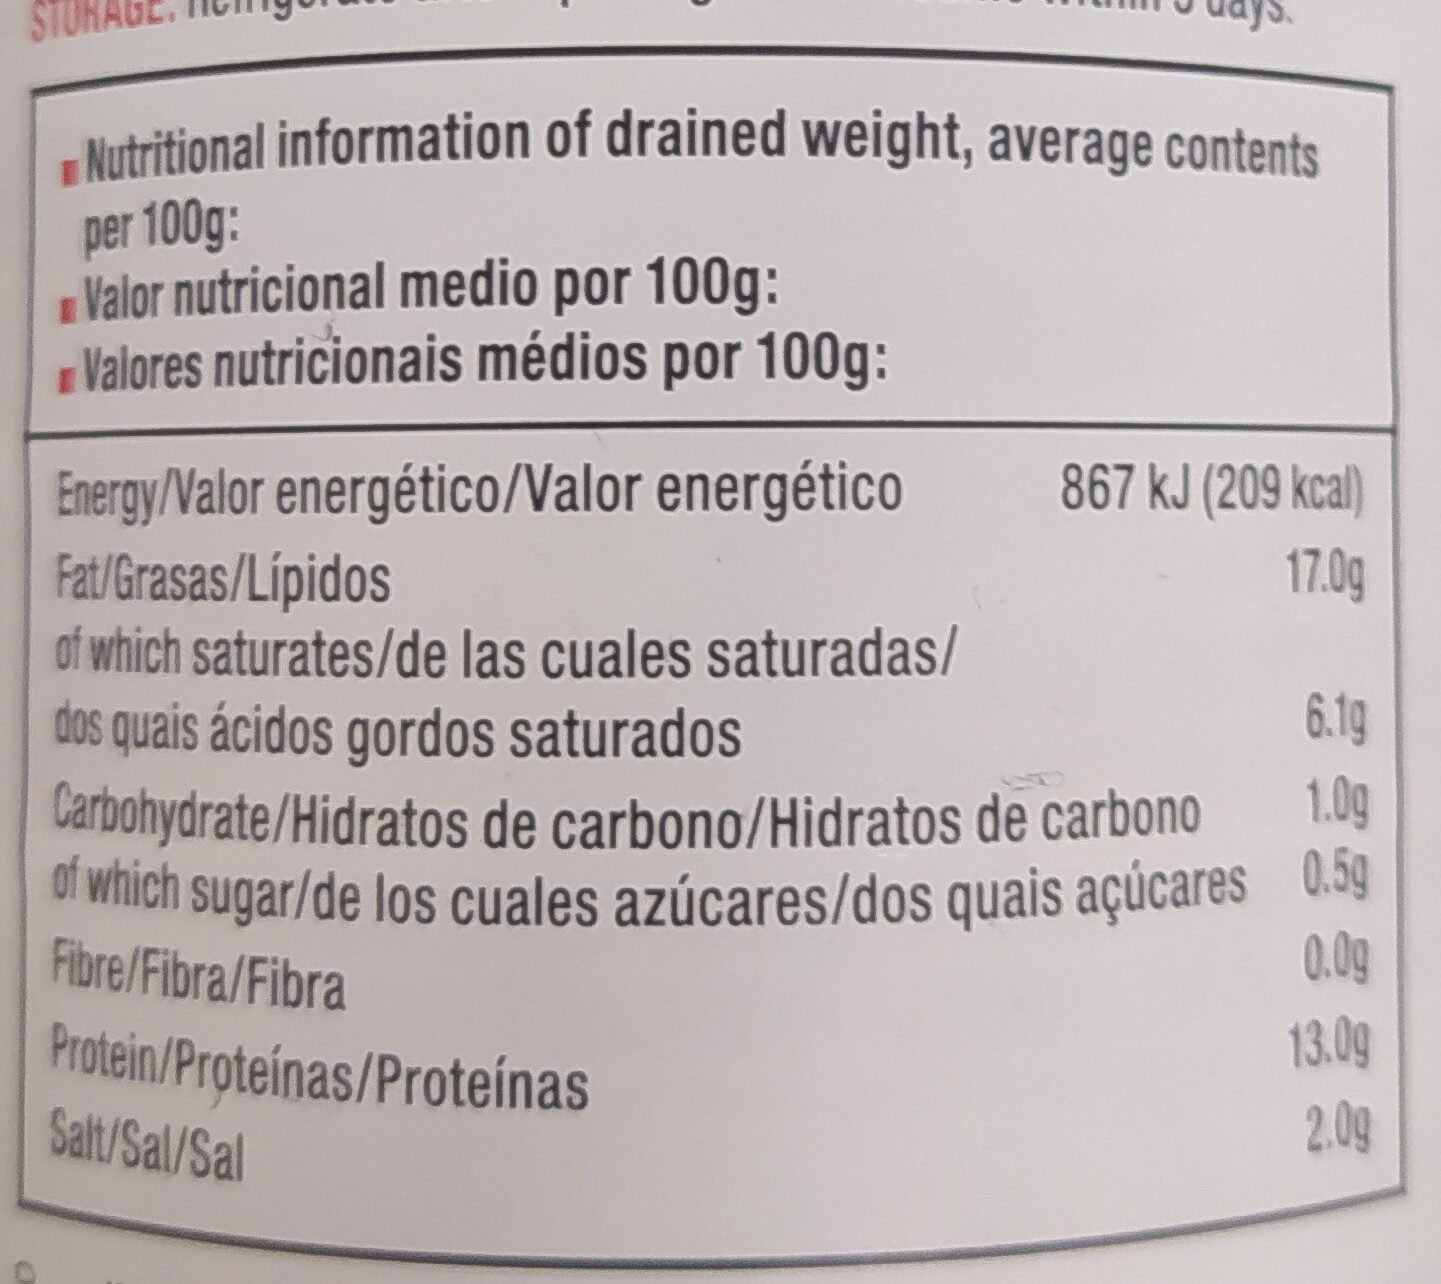 STORAGE: days.
Nutritional information of drained weight, average contents
per 100g:
Valor nutricional medio por 100g:
Valores nutricionais médios por 100g:
Energy/Valor energético/Valor energético 867 kJ (209 kcal)
Fat/Grasas/Lípidos 17.0g
of which saturates/de las cuales saturadas/
dos quais ácidos gordos saturados 6.1g
Carbohydrate/Hidratos de carbono/Hidratos de carbono 1.0g
of which sugar/de los cuales azúcares/dos quais açúcares 0.5g
Fibre/Fibra/Fibra 0.0g
Protein/Proteínas/Proteínas 13.0g
Salt/Sal/Sal 2.0g